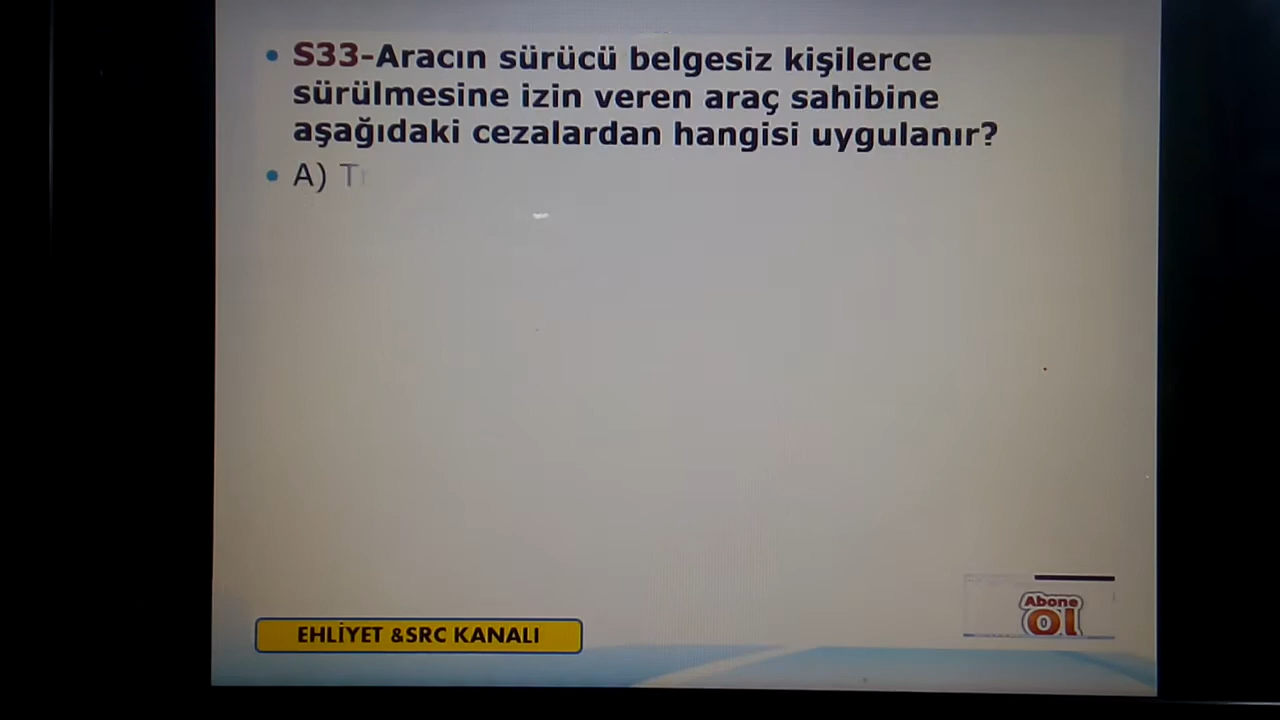 • S33-Aracın sürücü belgesiz kişilerce
sürülmesine izin veren araç sahibine
aşağıdaki cezalardan hangisi uygulanır?
• A) Tr
EHLİYET &SRC KANALI
Abone
Ol